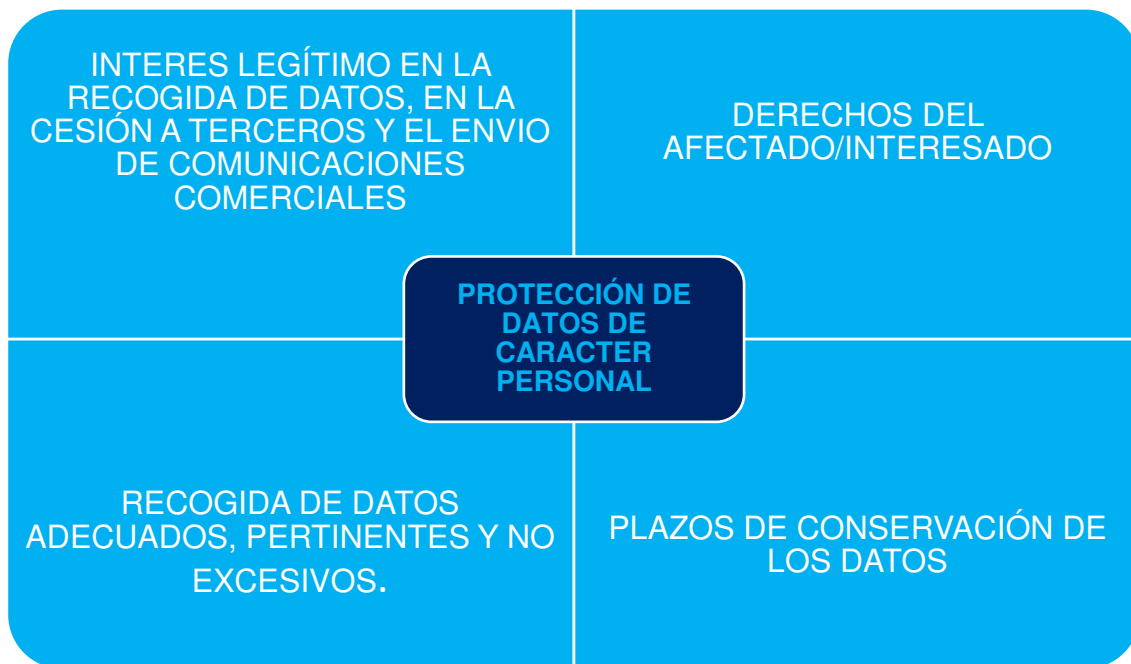 INTERES LEGÍTIMO EN LA
RECOGIDA DE DATOS, EN LA
CESIÓN A TERCEROS Y EL ENVIO
DE COMUNICACIONES
COMERCIALES
DERECHOS DEL
AFECTADO/INTERESADO
PROTECCIÓN DE
DATOS DE
CARACTER
PERSONAL
RECOGIDA DE DATOS
ADECUADOS, PERTINENTES Y NO
EXCESIVOS.
PLAZOS DE CONSERVACIÓN DE
LOS DATOS